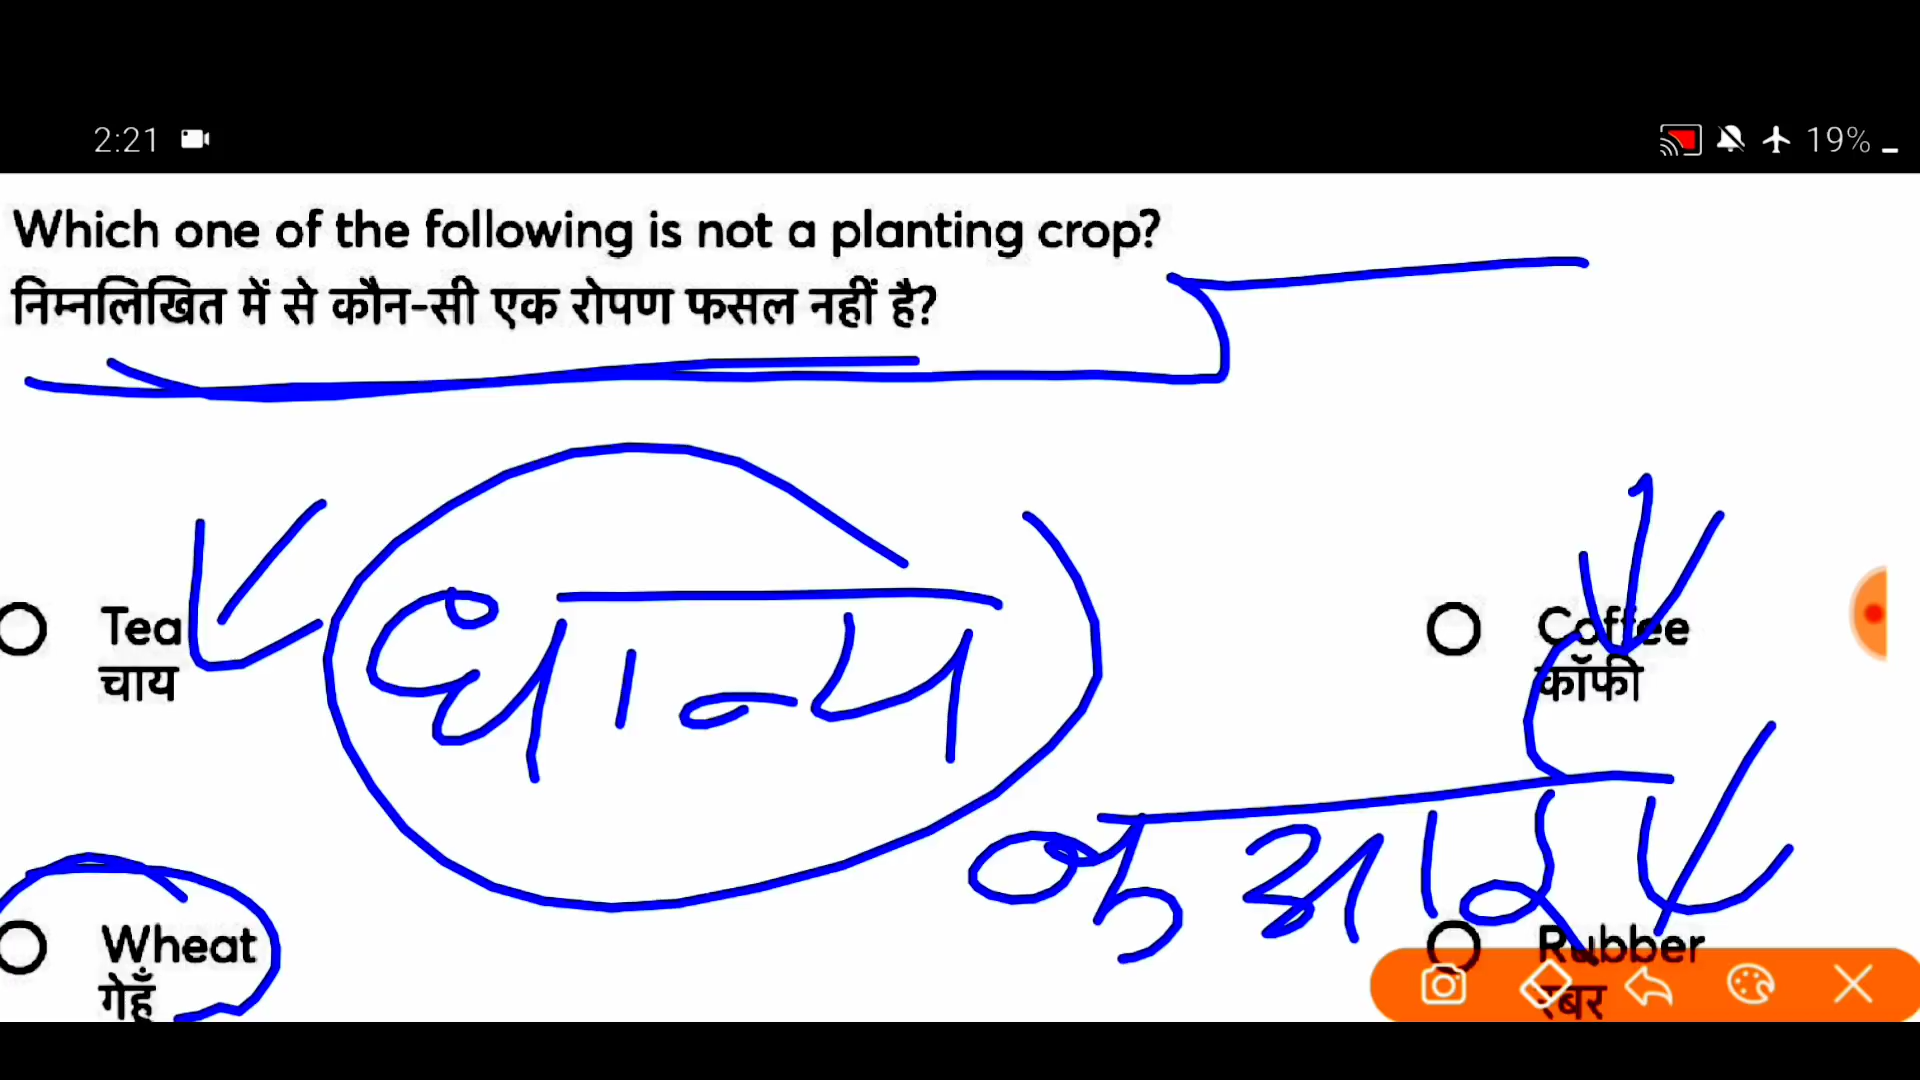 2:21 19%
Which one of the following is not a planting crop?
निम्नलिखित में से कौन-सी एक रोपण फसल नहीं है?
Tea
चाय
धान्य
Coffee
कॉफी
Wheat
गेहूँ
Rubber
रबर